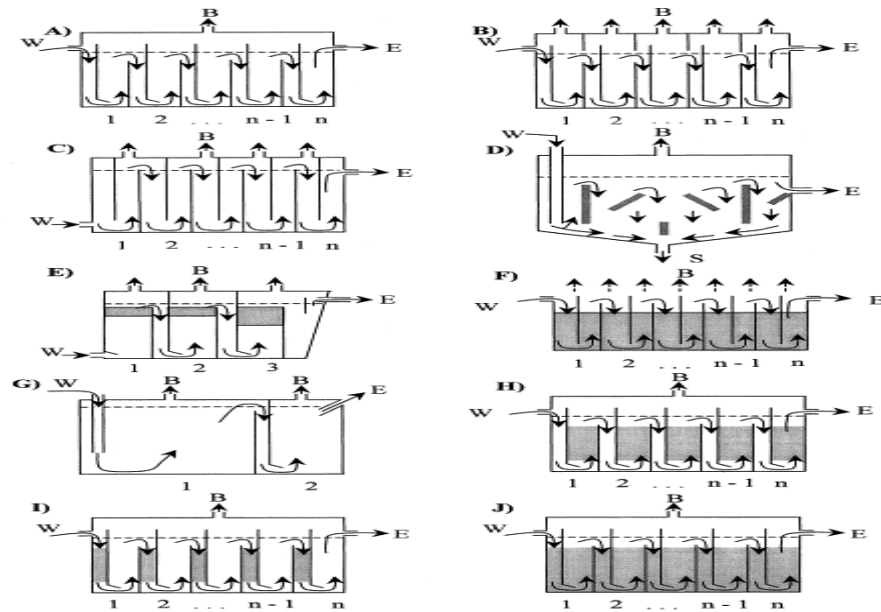 A) B
W E
1 2 . . . n - 1 n
B) B
W E
1 2 . . . n - 1 n
C) B
E
W
1 2 . . . n - 1 n
D) W B
E
S
E) B
E
W
1 2 3
F) B
W E
1 2 . . . n - 1 n
G) W B B E
1 2
H) B
W E
1 2 . . . n - 1 n
I) B
W E
1 2 . . . n - 1 n
J) B
W E
1 2 . . . n - 1 n